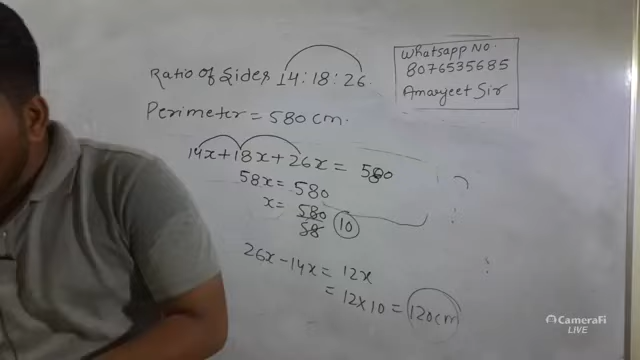 Ratio of Sides 14:18:26.
Perimeter = 580 cm.
14x+18x+26x = 580
58x = 580
x = 580/58 10
26x-14x = 12x
= 12x10 = 120cm
Whatsapp No.
8076535685
Amarjeet Sir
CameraFi
LIVE